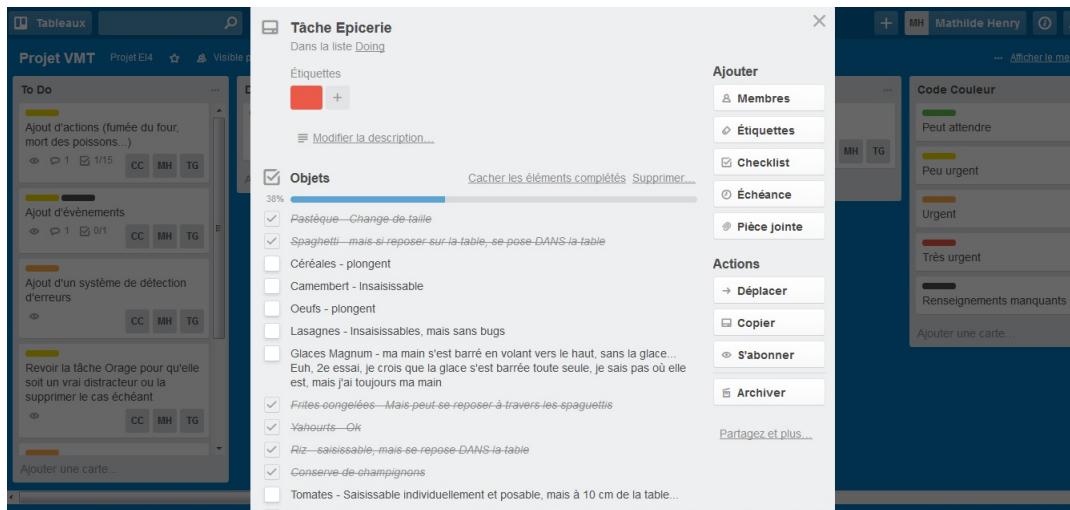 Tableaux
MH Mathilde Henry
Projet VMT Projet EI4 Visible p
Afficher le me
To Do
Ajout d'actions (fumée du four,
mort des poissons...)
1 1/15 CC MH TG
Ajout d'évènements
1 0/1 CC MH TG
Ajout d'un système de détection
d'erreurs
CC MH TG
Revoir la tâche Orage pour qu'elle
soit un vrai distracteur ou la
supprimer le cas échéant
CC MH TG
Ajouter une carte...
Tâche Epicerie
Dans la liste Doing
Étiquettes
+
Modifier la description...
Objets Cacher les éléments complétés Supprimer...
38%
Pastèque - Change de taille
Spaghetti - mais si reposer sur la table, se pose DANS la table
Céréales - plongent
Camembert - Insaisissable
Oeufs - plongent
Lasagnes - Insaisissables, mais sans bugs
Glaces Magnum - ma main s'est barré en volant vers le haut, sans la glace...
Euh, 2e essai, je crois que la glace s'est barrée toute seule, je sais pas où elle
est, mais j'ai toujours ma main
Frites congelées - Mais peut se reposer à travers les spaguettis
Yahourts - Ok
Riz - saisissable, mais se repose DANS la table
Conserve de champignons
Tomates - Saisissable individuellement et posable, mais à 10 cm de la table...
Ajouter
Membres
Étiquettes
Checklist
Échéance
Pièce jointe
Actions
Déplacer
Copier
S'abonner
Archiver
Partagez et plus...
MH TG
Code Couleur
Peut attendre
Peu urgent
Urgent
Très urgent
Renseignements manquants
Ajouter une carte...